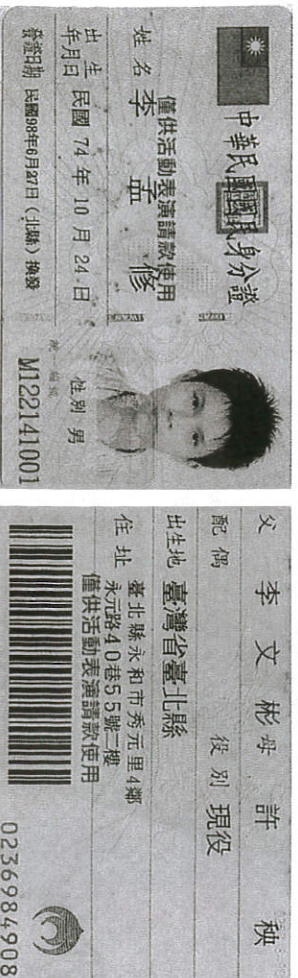 中華民國國民身分證
姓名 李孟修
僅供活動表演請款使用
出生年月日 民國 74 年 10 月 24 日
性別 男
發證日期 民國98年6月27日（北縣）換發
M122141001
父 李文彬 母 許秧
配偶 役別 現役
出生地 臺灣省臺北縣
住址 臺北縣永和市秀元里4鄰
永元路40巷55號一樓
僅供活動表演請款使用
0236984908